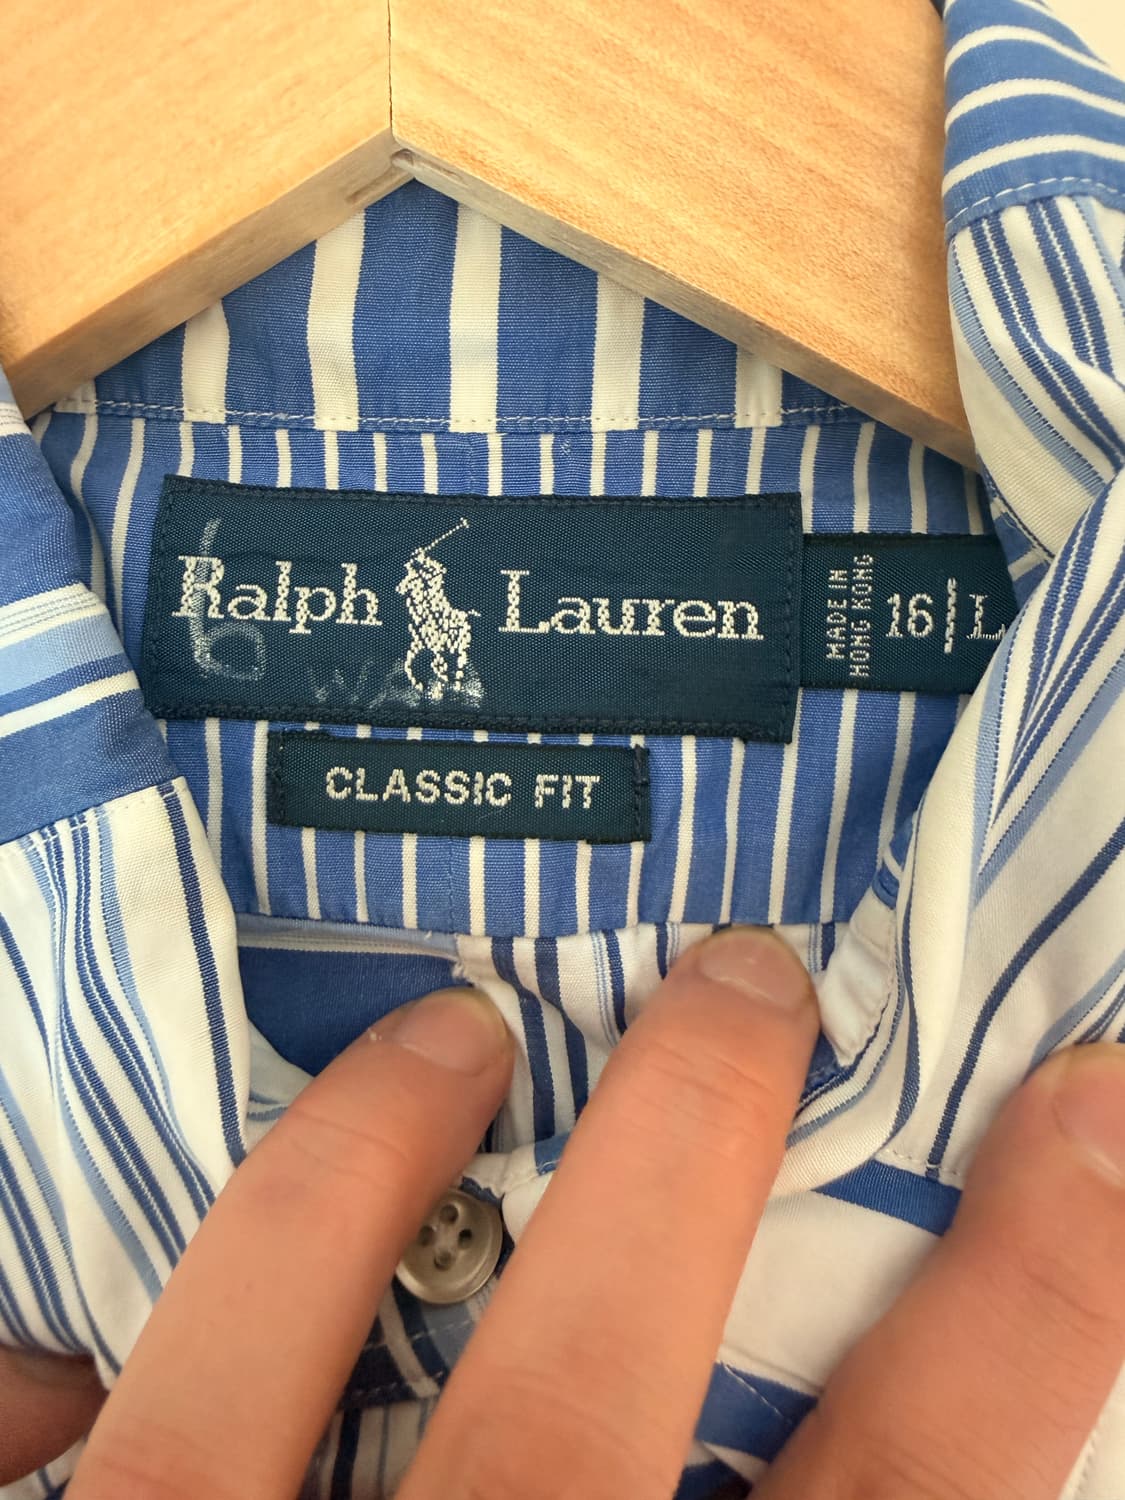 Ralph Lauren
MADE IN
HONG KONG
16|L
CLASSIC FIT